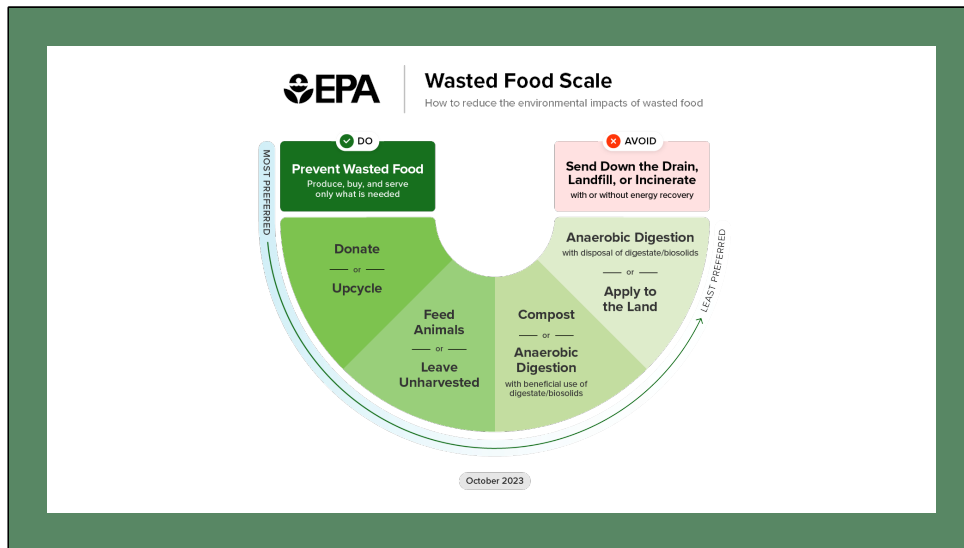 EPA
Wasted Food Scale
How to reduce the environmental impacts of wasted food
MOST PREFERRED
DO
Prevent Wasted Food
Produce, buy, and serve
only what is needed
Donate
or
Upcycle
Feed
Animals
or
Leave
Unharvested
Compost
or
Anaerobic
Digestion
with beneficial use of
digestate/biosolids
Anaerobic Digestion
with disposal of digestate/biosolids
or
Apply to
the Land
AVOID
Send Down the Drain,
Landfill, or Incinerate
with or without energy recovery
LEAST PREFERRED
October 2023